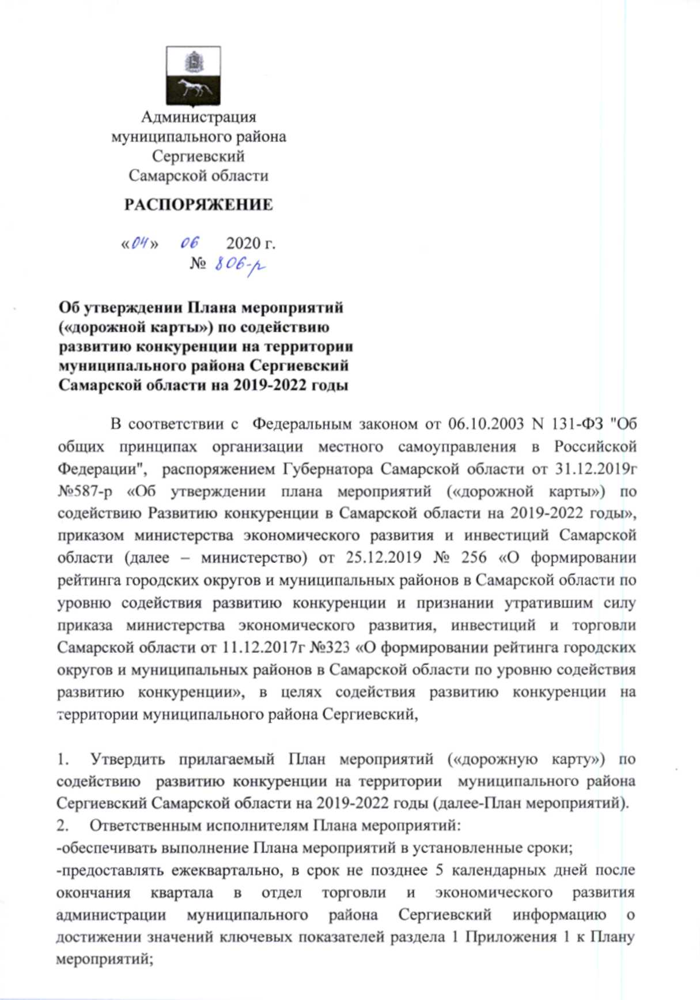 Администрация
муниципального района
Сергиевский
Самарской области
РАСПОРЯЖЕНИЕ
«04» 06 2020 г.
№ 806-р
Об утверждении Плана мероприятий
(«дорожной карты») по содействию
развитию конкуренции на территории
муниципального района Сергиевский
Самарской области на 2019-2022 годы
В соответствии с Федеральным законом от 06.10.2003 N 131-ФЗ "Об
общих принципах организации местного самоуправления в Российской
Федерации", распоряжением Губернатора Самарской области от 31.12.2019г
№587-р «Об утверждении плана мероприятий («дорожной карты») по
содействию Развитию конкуренции в Самарской области на 2019-2022 годы»,
приказом министерства экономического развития и инвестиций Самарской
области (далее – министерство) от 25.12.2019 № 256 «О формировании
рейтинга городских округов и муниципальных районов в Самарской области по
уровню содействия развитию конкуренции и признании утратившим силу
приказа министерства экономического развития, инвестиций и торговли
Самарской области от 11.12.2017г №323 «О формировании рейтинга городских
округов и муниципальных районов в Самарской области по уровню содействия
развитию конкуренции», в целях содействия развитию конкуренции на
территории муниципального района Сергиевский,
1. Утвердить прилагаемый План мероприятий («дорожную карту») по
содействию развитию конкуренции на территории муниципального района
Сергиевский Самарской области на 2019-2022 годы (далее-План мероприятий).
2. Ответственным исполнителям Плана мероприятий:
-обеспечивать выполнение Плана мероприятий в установленные сроки;
-предоставлять ежеквартально, в срок не позднее 5 календарных дней после
окончания квартала в отдел торговли и экономического развития
администрации муниципального района Сергиевский информацию о
достижении значений ключевых показателей раздела 1 Приложения 1 к Плану
мероприятий;